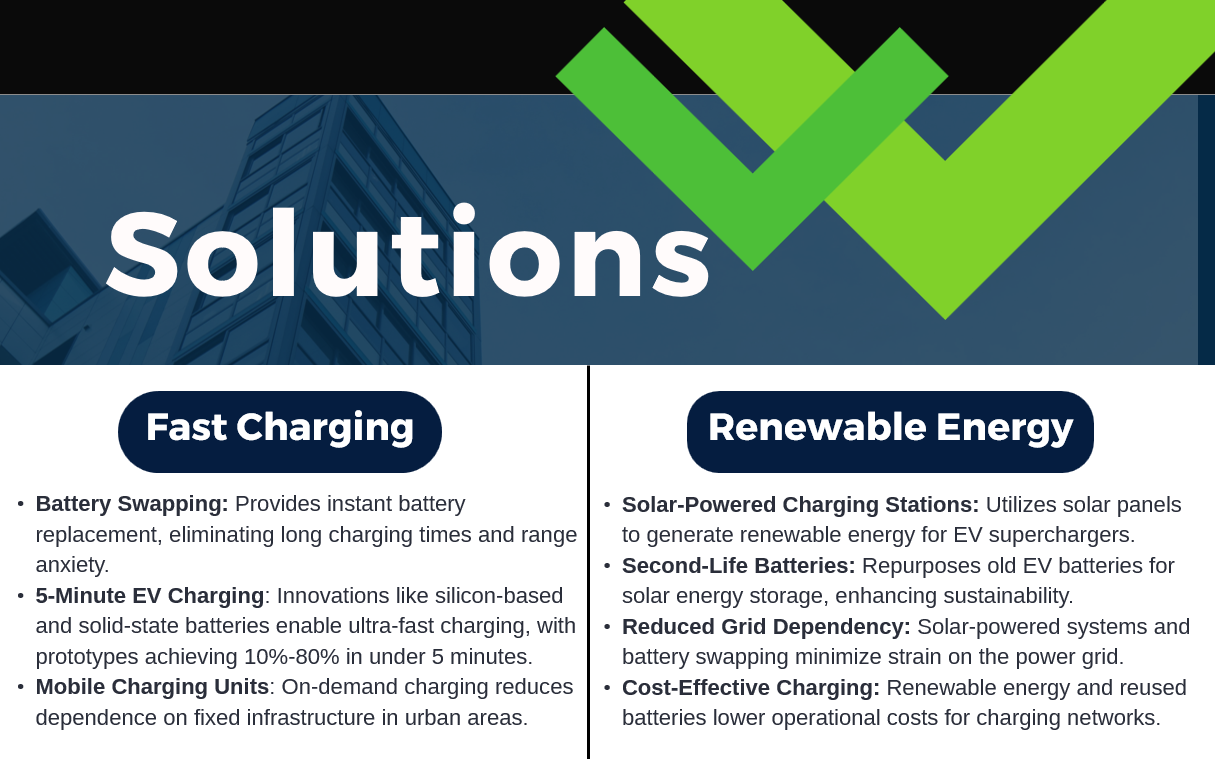 Solutions
Fast Charging
• Battery Swapping: Provides instant battery
replacement, eliminating long charging times and range
anxiety.
• 5-Minute EV Charging: Innovations like silicon-based
and solid-state batteries enable ultra-fast charging, with
prototypes achieving 10%-80% in under 5 minutes.
• Mobile Charging Units: On-demand charging reduces
dependence on fixed infrastructure in urban areas.
Renewable Energy
• Solar-Powered Charging Stations: Utilizes solar panels
to generate renewable energy for EV superchargers.
• Second-Life Batteries: Repurposes old EV batteries for
solar energy storage, enhancing sustainability.
• Reduced Grid Dependency: Solar-powered systems and
battery swapping minimize strain on the power grid.
• Cost-Effective Charging: Renewable energy and reused
batteries lower operational costs for charging networks.